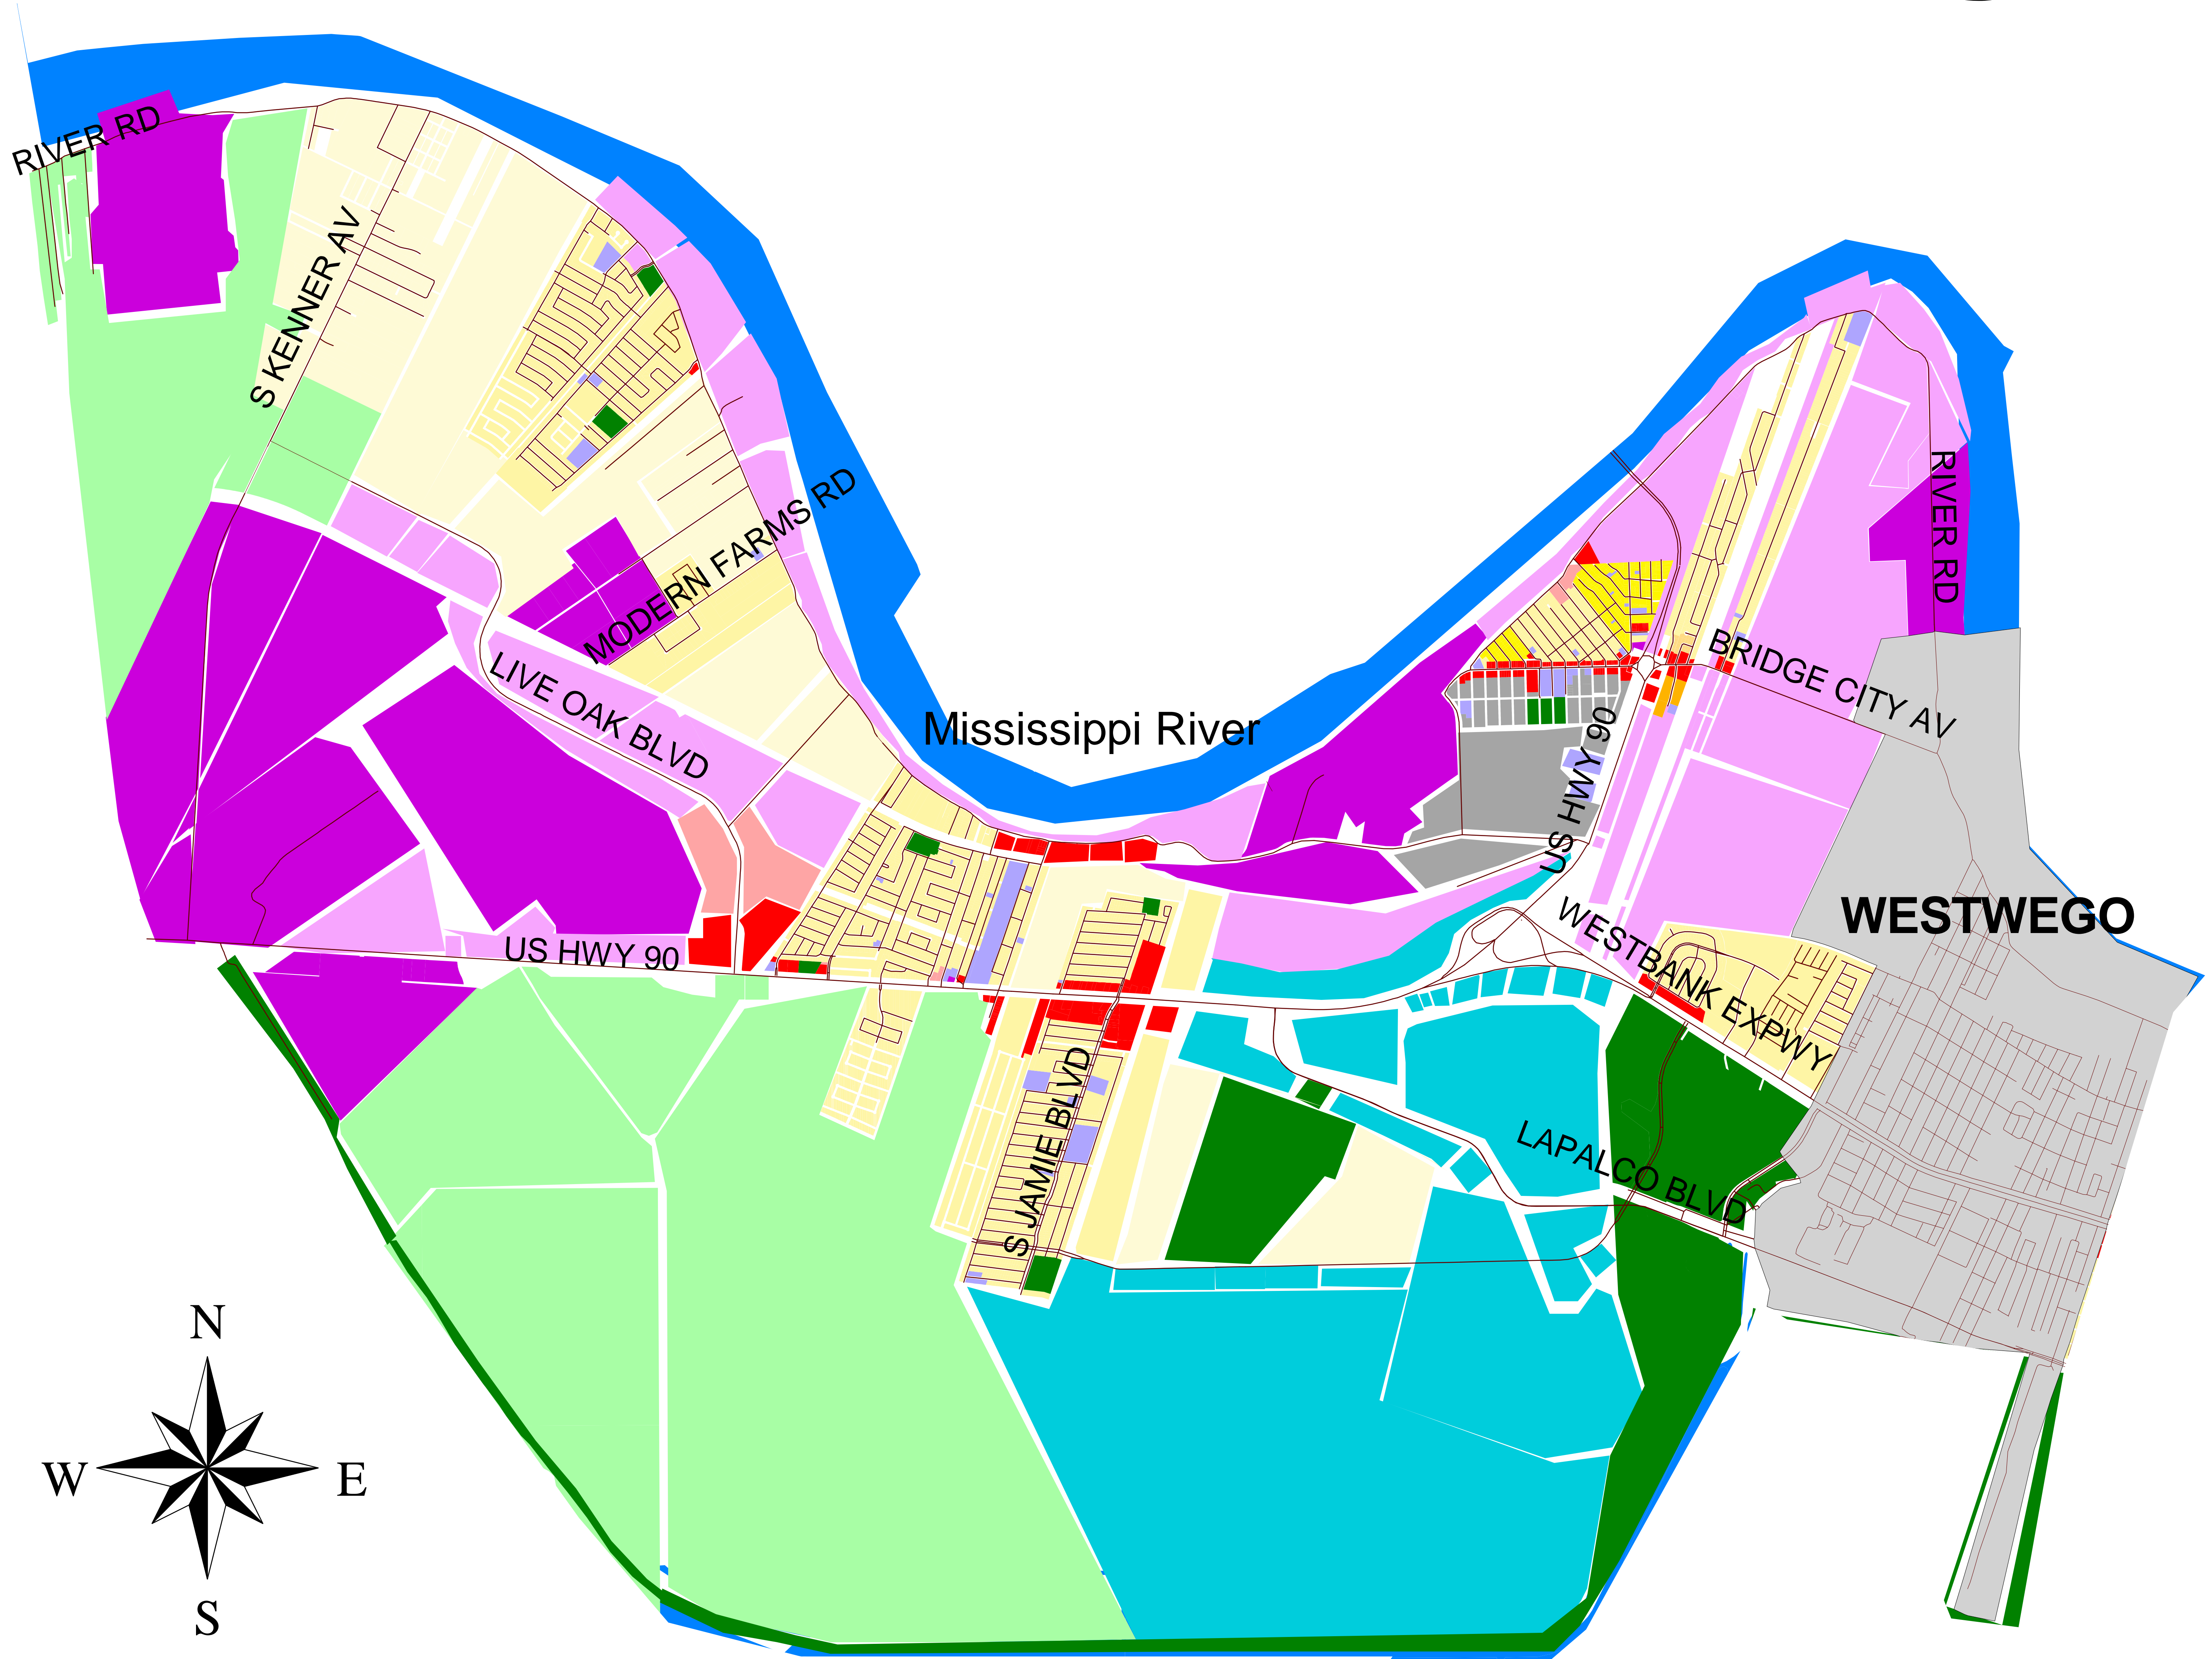 RIVER RD
S KENNER AV
MODERN FARMS RD
LIVE OAK BLVD
Mississippi River
RIVER RD
BRIDGE CITY AV
US HWY 90
WESTBANK EXPWY
WESTWEGO
US HWY 90
S JAMIE BLVD
LAPALCO BLVD
N
W E
S